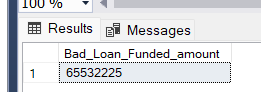 100 %
Results Messages
Bad_Loan_Funded_amount
1 65532225